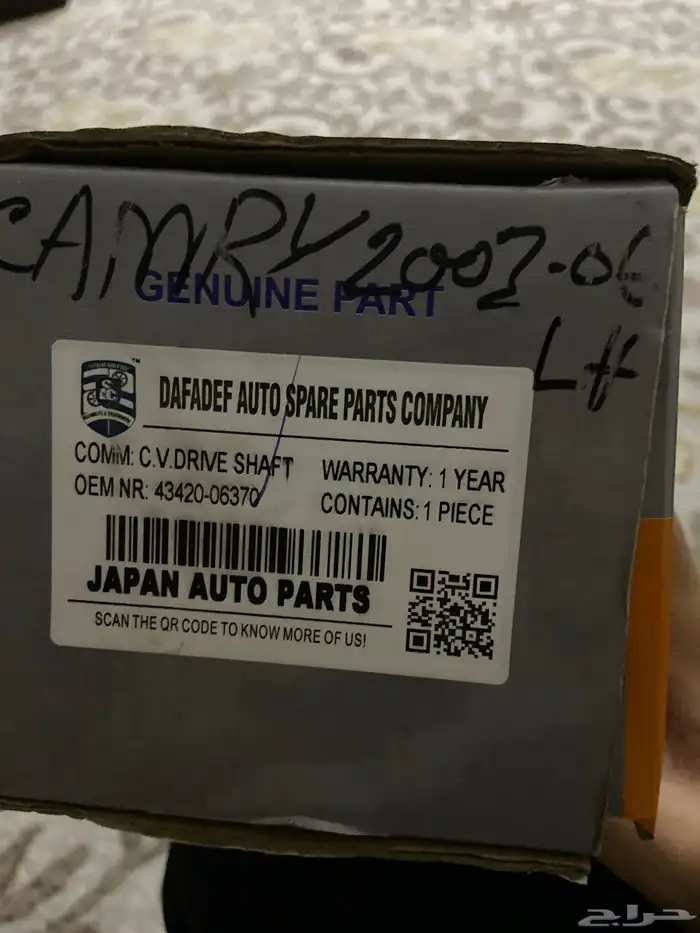 CAMRY 2003-06
GENUINE PART
LH
DAFADEF AUTO SPARE PARTS COMPANY
COMM: C.V.DRIVE SHAFT
OEM NR: 43420-06370
WARRANTY: 1 YEAR
CONTAINS: 1 PIECE
JAPAN AUTO PARTS
SCAN THE QR CODE TO KNOW MORE OF US!
حراج